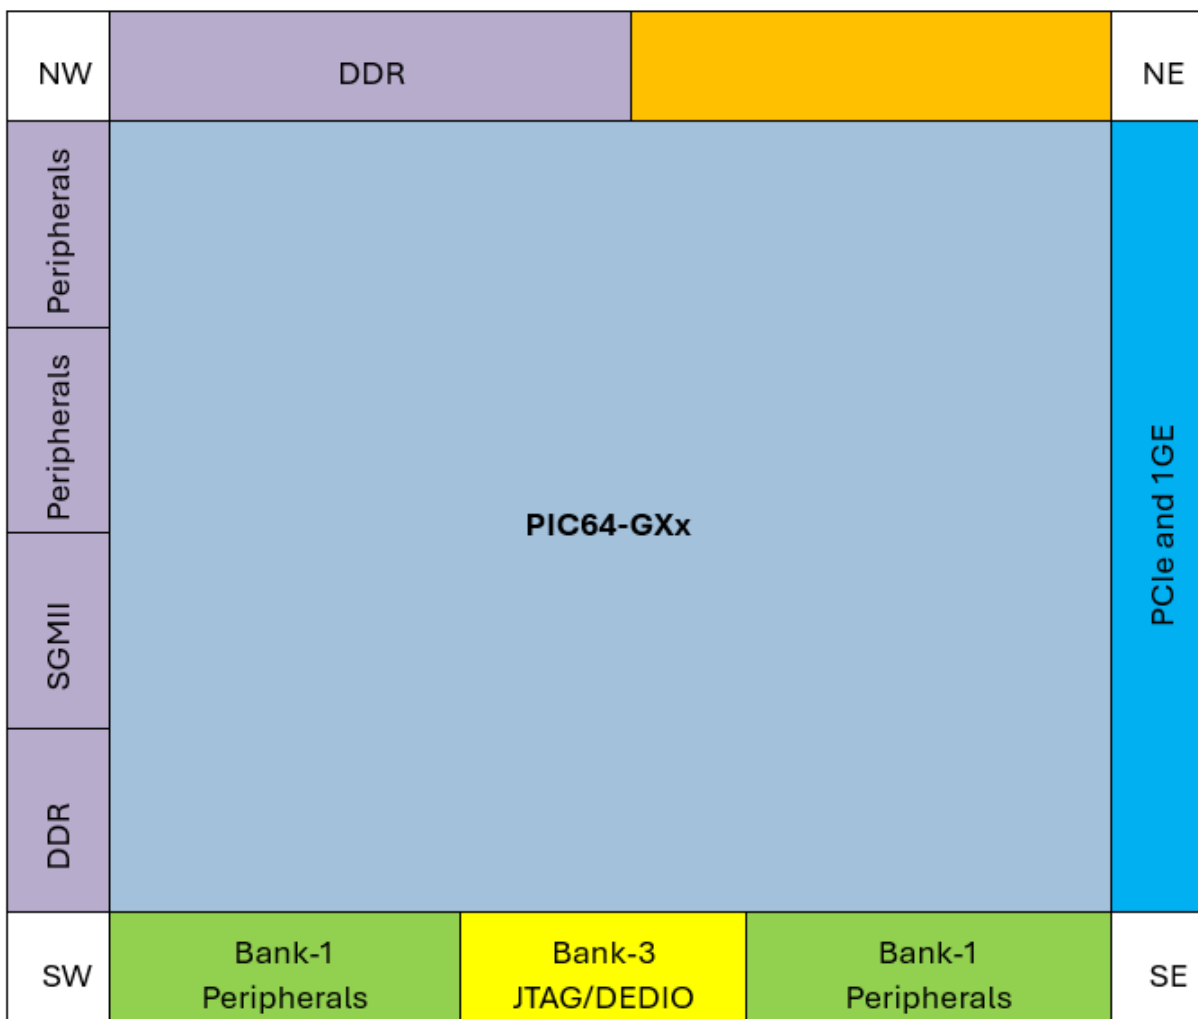 NW
DDR
NE
Peripherals
Peripherals
SGMII
DDR
PIC64-GXx
PCIe and 1GE
SW
Bank-1
Peripherals
Bank-3
JTAG/DEDIO
Bank-1
Peripherals
SE